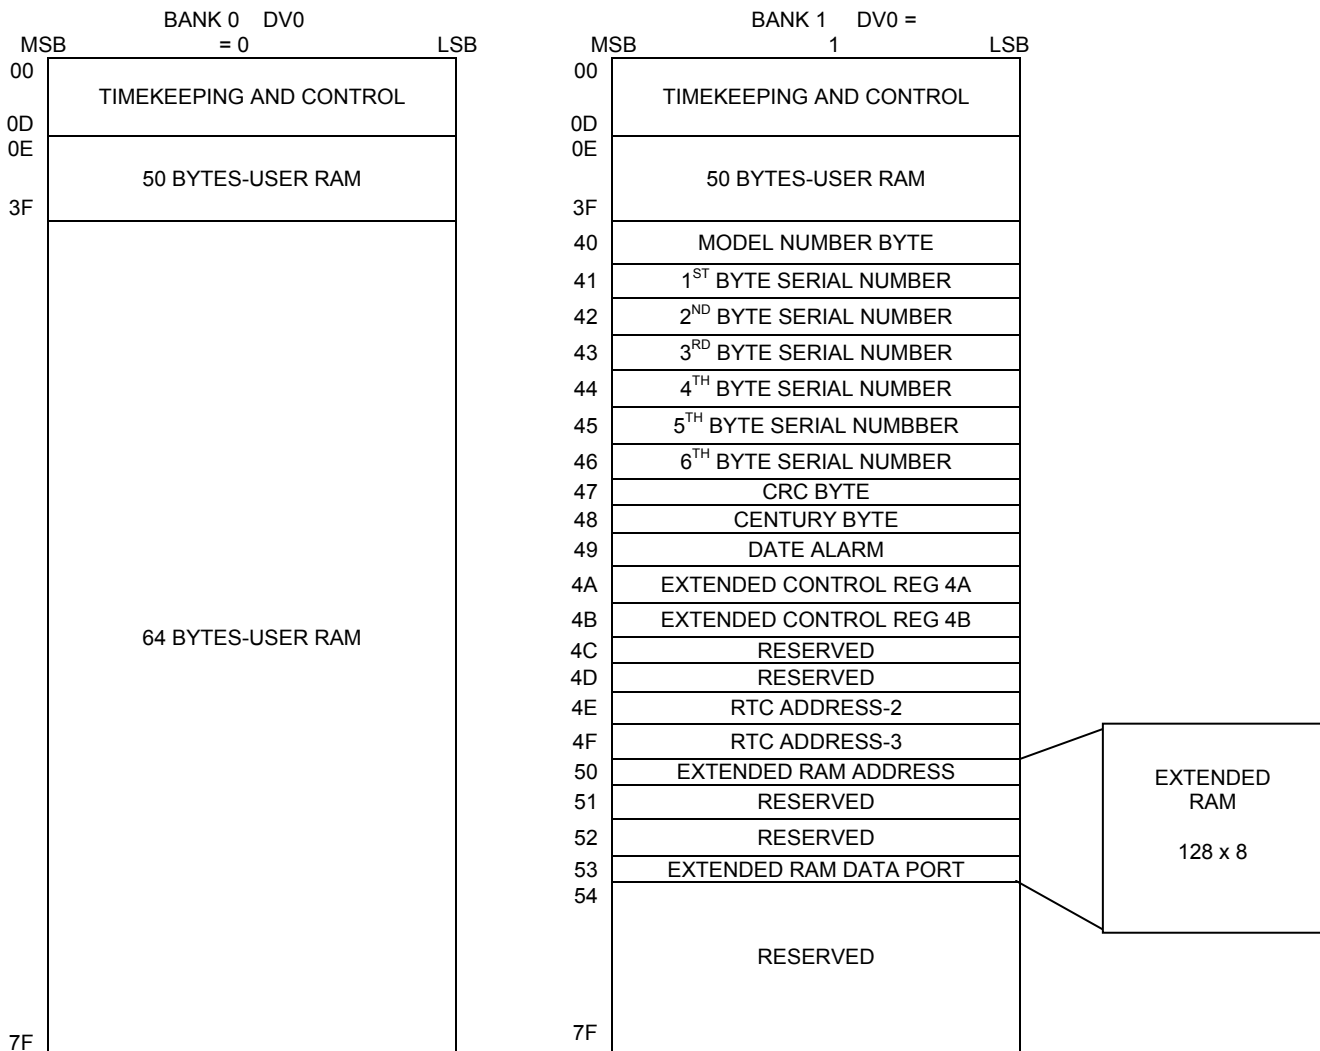 BANK 0 DV0
= 0
MSB
LSB
00
TIMEKEEPING AND CONTROL
0D
0E
50 BYTES-USER RAM
3F
64 BYTES-USER RAM
7F
BANK 1 DV0 =
1
MSB
LSB
00
TIMEKEEPING AND CONTROL
0D
0E
50 BYTES-USER RAM
3F
40 MODEL NUMBER BYTE
41 1ST BYTE SERIAL NUMBER
42 2ND BYTE SERIAL NUMBER
43 3RD BYTE SERIAL NUMBER
44 4TH BYTE SERIAL NUMBER
45 5TH BYTE SERIAL NUMBBER
46 6TH BYTE SERIAL NUMBER
47 CRC BYTE
48 CENTURY BYTE
49 DATE ALARM
4A EXTENDED CONTROL REG 4A
4B EXTENDED CONTROL REG 4B
4C RESERVED
4D RESERVED
4E RTC ADDRESS-2
4F RTC ADDRESS-3
50 EXTENDED RAM ADDRESS
51 RESERVED
52 RESERVED
53 EXTENDED RAM DATA PORT
54
RESERVED
7F
EXTENDED
RAM
128 x 8